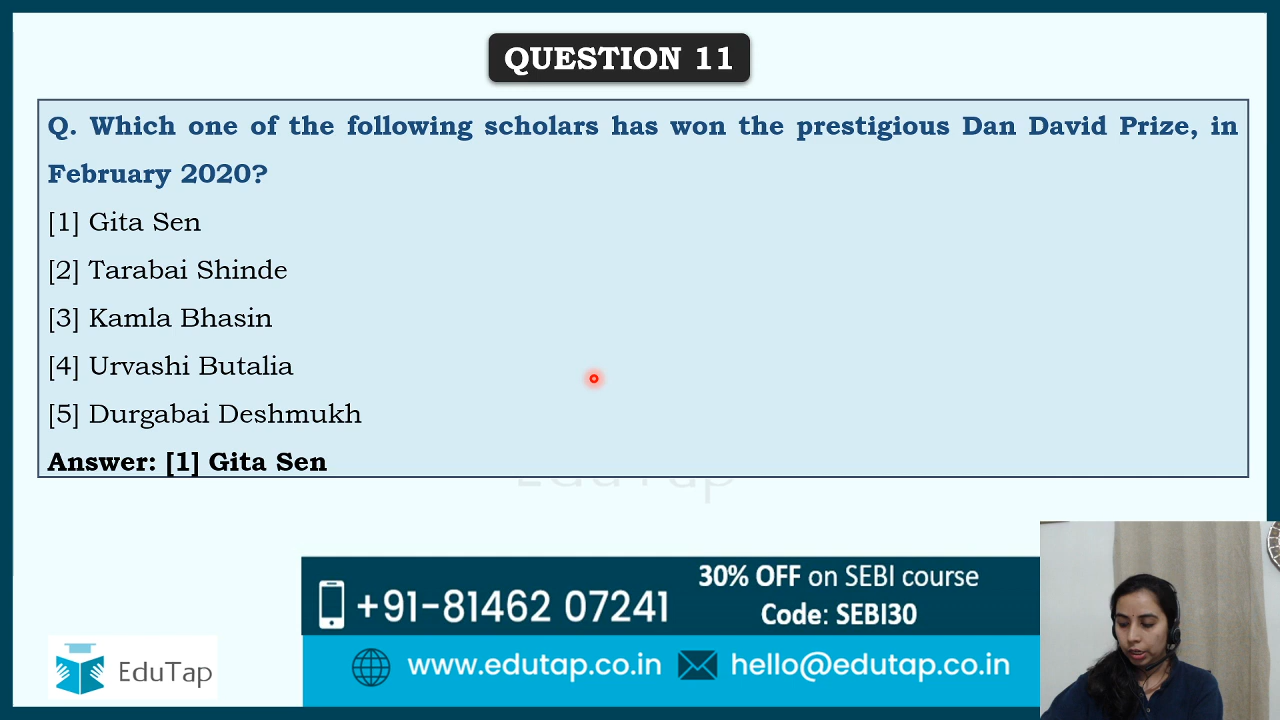 QUESTION 11
Q. Which one of the following scholars has won the prestigious Dan David Prize, in
February 2020?
[1] Gita Sen
[2] Tarabai Shinde
[3] Kamla Bhasin
[4] Urvashi Butalia
[5] Durgabai Deshmukh
Answer: [1] Gita Sen
EduTap
30% OFF on SEBI course
+91-81462 07241
Code: SEBI30
www.edutap.co.in hello@edutap.co.in
EduTap